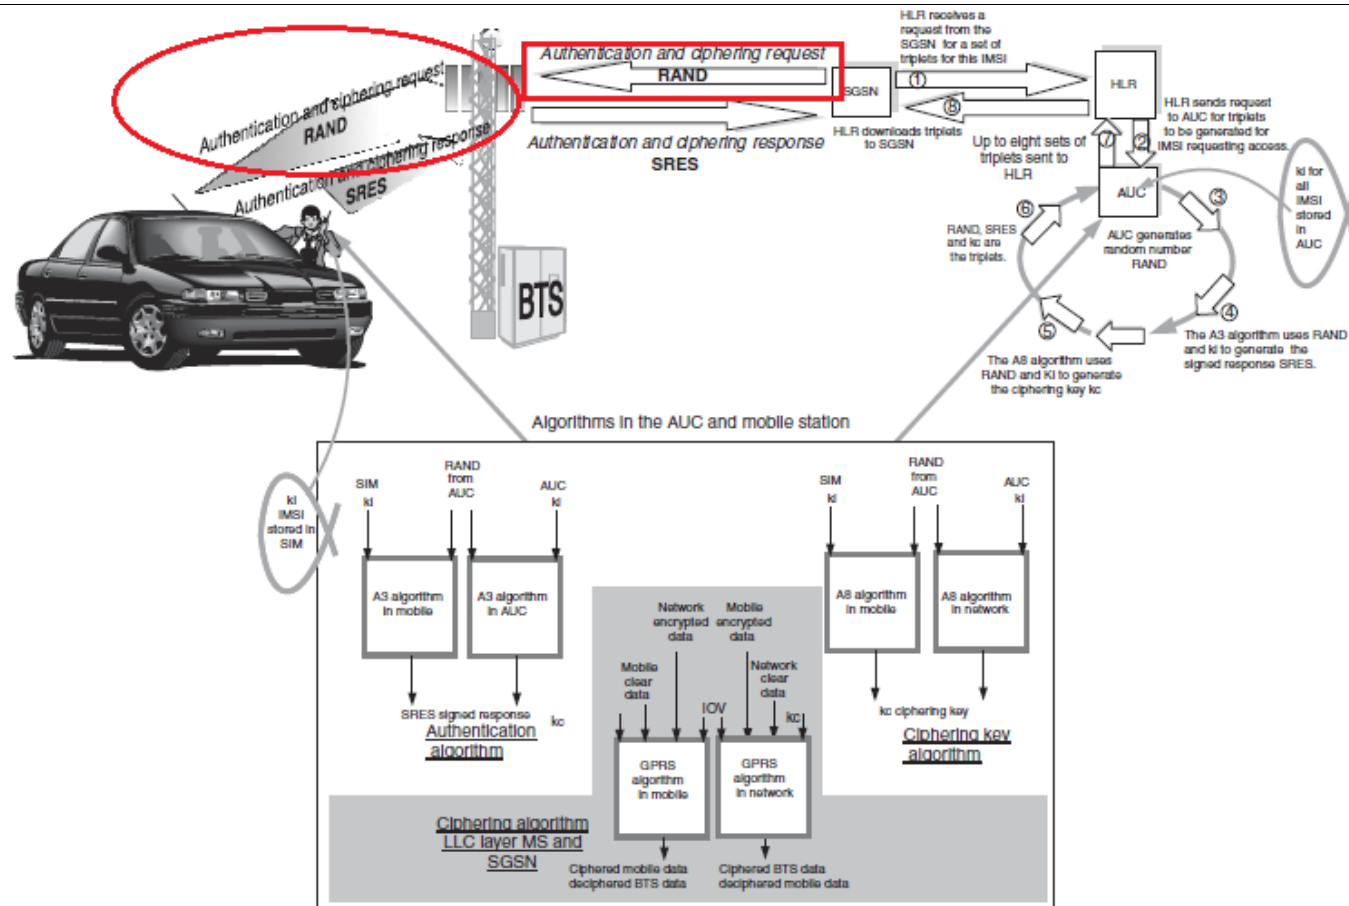 HLR receives a
request from the
SGSN for a set of
triplets for this IMSI
Authentication and ciphering request
RAND
①
SGSN
HLR
Authentication and ciphering request
RAND
⑧
HLR sends request
to AUC for triplets
to be generated for
IMSI requesting access.
HLR downloads triplets
to SGSN
Authentication and ciphering response
SRES
Up to eight sets of
triplets sent to
HLR
⑦
②
Authentication and ciphering response
SRES
AUC
③
ki for
all
IMSI
stored
in
AUC
⑥
RAND, SRES
and kc are
the triplets.
AUC generates
random number
RAND
BTS
④
⑤
The A3 algorithm uses RAND
and ki to generate the
signed response SRES.
The A8 algorithm uses
RAND and KI to generate
the ciphering key kc
Algorithms in the AUC and mobile station
ki
IMSI
stored in
SIM
SIM
ki
RAND
from
AUC
AUC
ki
SIM
ki
RAND
from
AUC
AUC
ki
A3 algorithm
in mobile
A3 algorithm
in AUC
A8 algorithm
in mobile
A8 algorithm
in network
Network
encrypted
data
Mobile
encrypted
data
Mobile
clear
data
Network
clear
data
IOV
kc
SRES signed response
kc
Authentication
algorithm
kc ciphering key
Ciphering key
algorithm
GPRS
algorithm
in mobile
GPRS
algorithm
in network
Ciphering algorithm
LLC layer MS and
SGSN
Ciphered mobile data
deciphered BTS data
Ciphered BTS data
deciphered mobile data